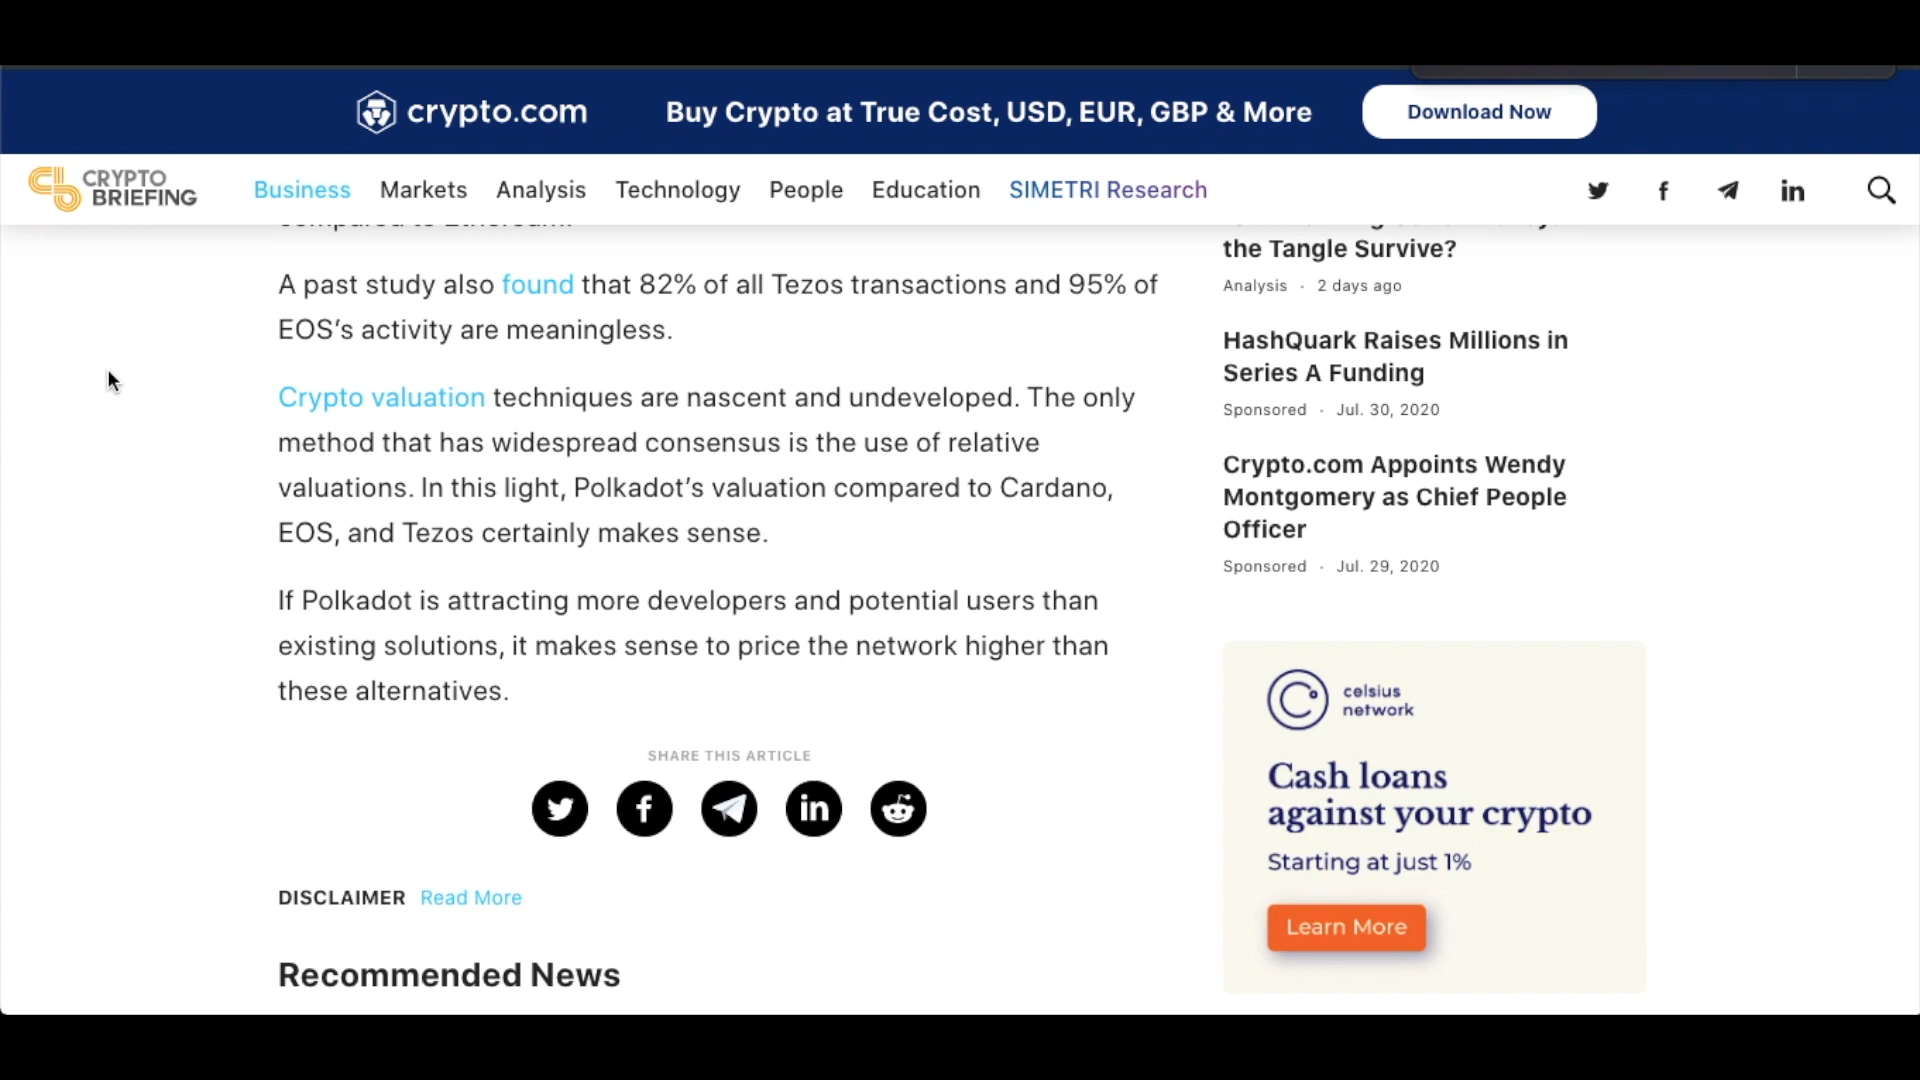 crypto.com
Buy Crypto at True Cost, USD, EUR, GBP & More
Download Now
CRYPTO
BRIEFING
Business
Markets
Analysis
Technology
People
Education
SIMETRI Research
A past study also found that 82% of all Tezos transactions and 95% of
EOS’s activity are meaningless.
Crypto valuation techniques are nascent and undeveloped. The only
method that has widespread consensus is the use of relative
valuations. In this light, Polkadot’s valuation compared to Cardano,
EOS, and Tezos certainly makes sense.
If Polkadot is attracting more developers and potential users than
existing solutions, it makes sense to price the network higher than
these alternatives.
SHARE THIS ARTICLE
DISCLAIMER Read More
Recommended News
the Tangle Survive?
Analysis · 2 days ago
HashQuark Raises Millions in
Series A Funding
Sponsored · Jul. 30, 2020
Crypto.com Appoints Wendy
Montgomery as Chief People
Officer
Sponsored · Jul. 29, 2020
celsius
network
Cash loans
against your crypto
Starting at just 1%
Learn More